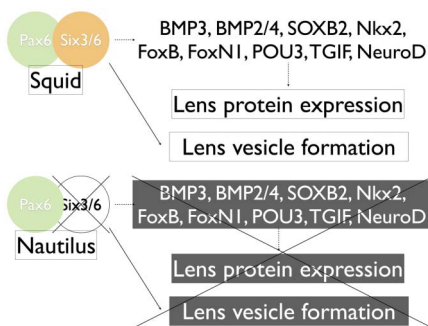 Pax6 Six3/6
BMP3, BMP2/4, SOXB2, Nkx2,
FoxB, FoxN1, POU3, TGIF, NeuroD
Squid
Lens protein expression
Lens vesicle formation
Pax6 Six3/6
BMP3, BMP2/4, SOXB2, Nkx2,
FoxB, FoxN1, POU3, TGIF, NeuroD
Nautilus
Lens protein expression
Lens vesicle formation